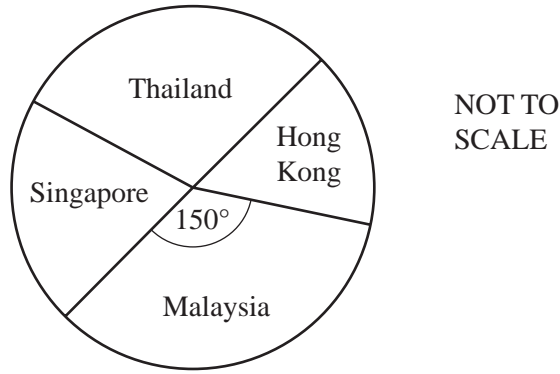 Thailand
NOT TO
SCALE
Hong
Kong
Singapore
150°
Malaysia